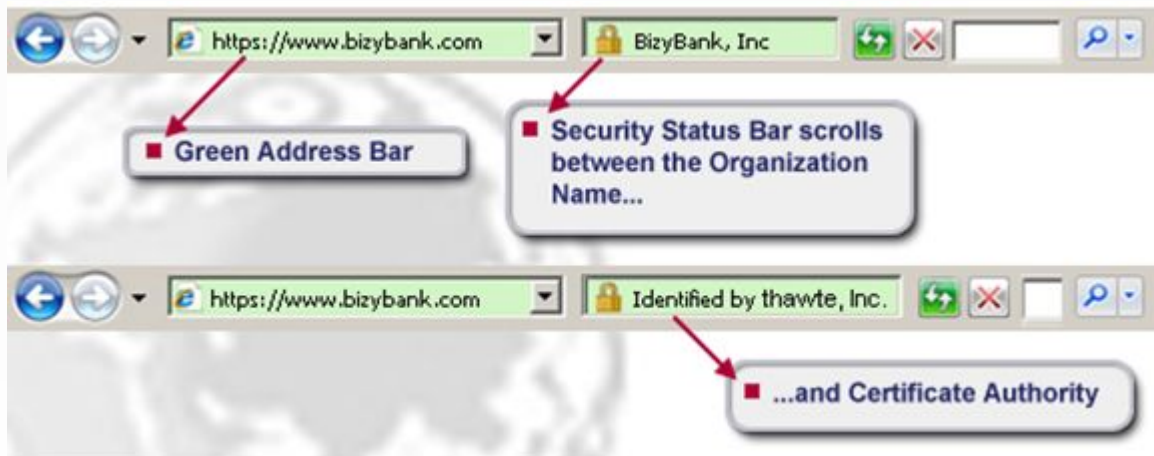 https://www.bizybank.com
BizyBank, Inc
Green Address Bar
Security Status Bar scrolls
between the Organization
Name...
https://www.bizybank.com
Identified by thawte, Inc.
...and Certificate Authority